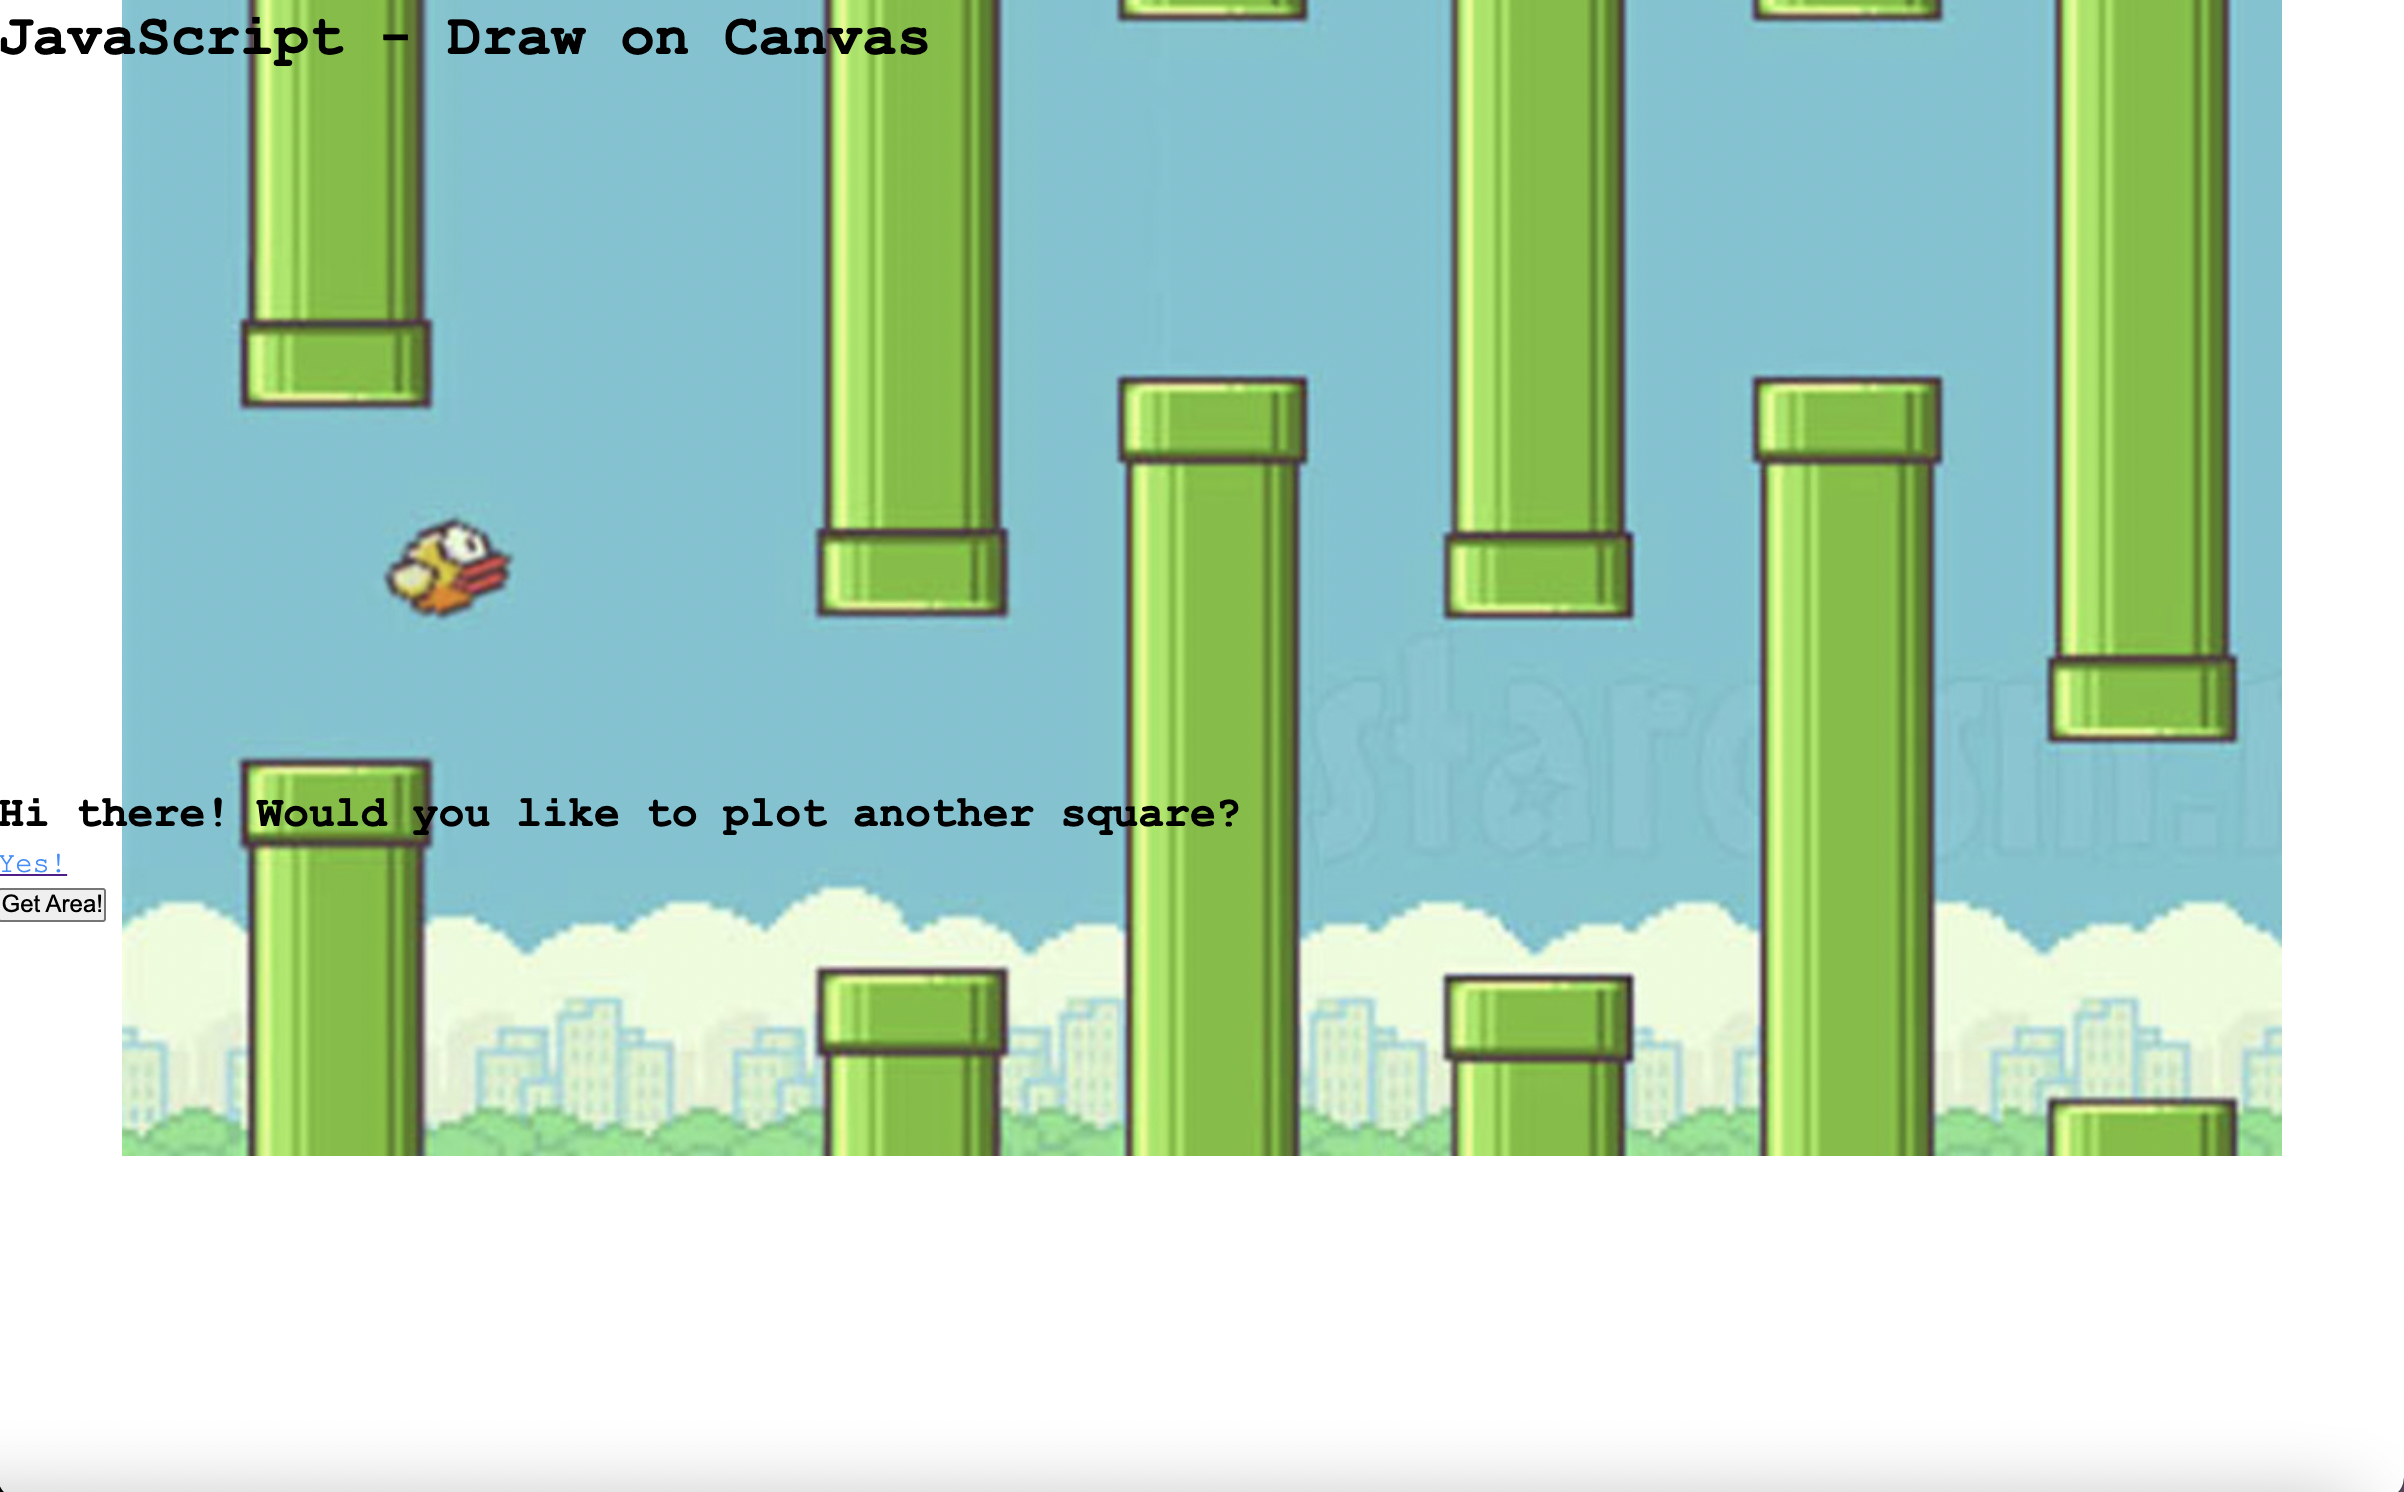 JavaScript - Draw on Canvas
Hi there! Would you like to plot another square?
Yes!
Get Area!